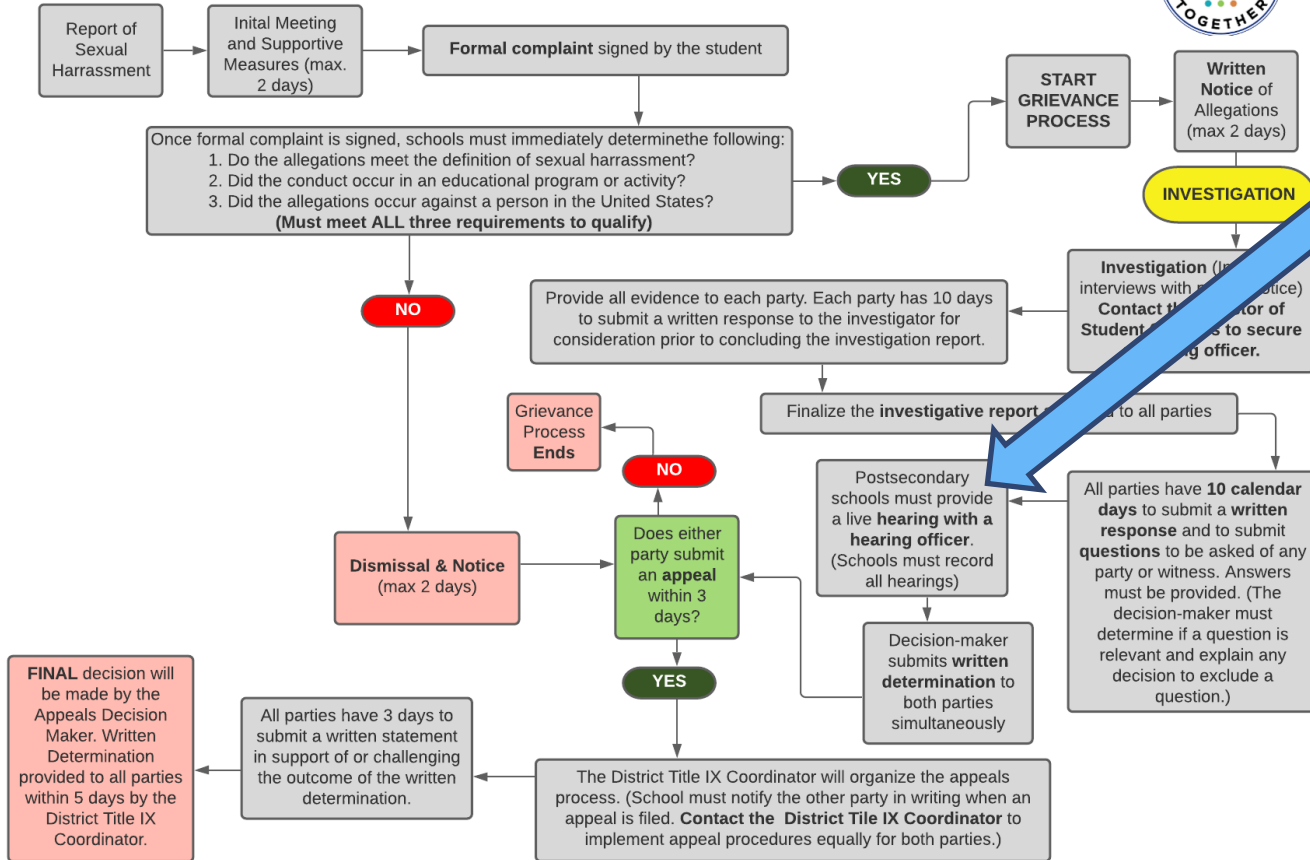 TOGETHER
Report of
Sexual
Harrassment
Inital Meeting
and Supportive
Measures (max.
2 days)
Formal complaint signed by the student
START
GRIEVANCE
PROCESS
Written
Notice of
Allegations
(max 2 days)
Once formal complaint is signed, schools must immediately determinethe following:
1. Do the allegations meet the definition of sexual harrassment?
2. Did the conduct occur in an educational program or activity?
3. Did the allegations occur against a person in the United States?
(Must meet ALL three requirements to qualify)
YES
INVESTIGATION
NO
Investigation
interviews with
Contact
Student to secure
officer.
Provide all evidence to each party. Each party has 10 days
to submit a written response to the investigator for
consideration prior to concluding the investigation report.
Finalize the investigative report to all parties
Grievance
Process
Ends
NO
Postsecondary
schools must provide
a live hearing with a
hearing officer.
(Schools must record
all hearings)
All parties have 10 calendar
days to submit a written
response and to submit
questions to be asked of any
party or witness. Answers
must be provided. (The
decision-maker must
determine if a question is
relevant and explain any
decision to exclude a
question.)
Does either
party submit
an appeal
within 3
days?
Dismissal & Notice
(max 2 days)
Decision-maker
submits written
determination to
both parties
simultaneously
YES
FINAL decision will
be made by the
Appeals Decision
Maker. Written
Determination
provided to all parties
within 5 days by the
District Title IX
Coordinator.
All parties have 3 days to
submit a written statement
in support of or challenging
the outcome of the written
determination.
The District Title IX Coordinator will organize the appeals
process. (School must notify the other party in writing when an
appeal is filed. Contact the District Tile IX Coordinator to
implement appeal procedures equally for both parties.)